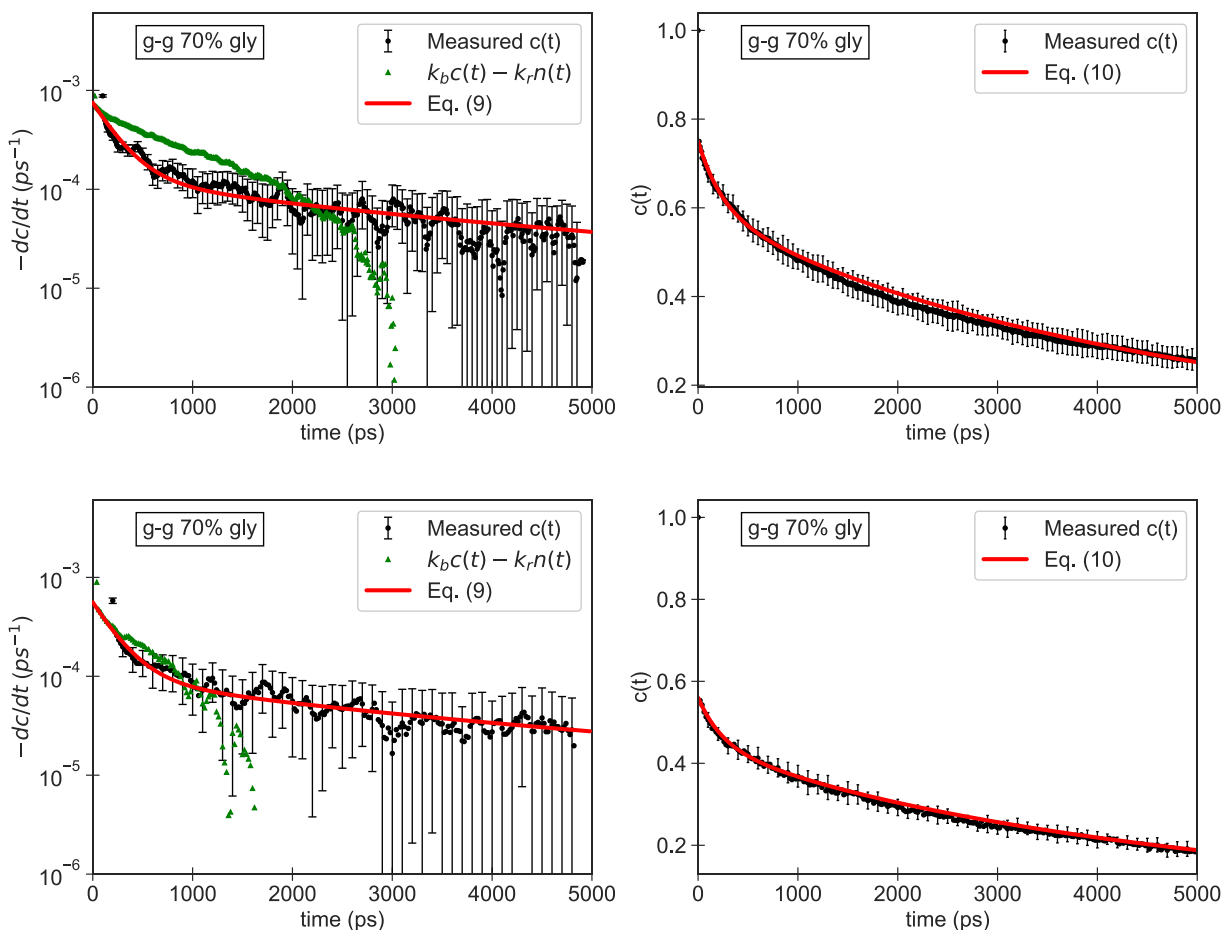 g-g 70% gly
Measured c(t)
k_b c(t) − k_r n(t)
Eq. (9)
−dc/dt (ps⁻¹)
10⁻³
10⁻⁴
10⁻⁵
10⁻⁶
0 1000 2000 3000 4000 5000
time (ps)
g-g 70% gly
Measured c(t)
Eq. (10)
c(t)
1.0
0.8
0.6
0.4
0.2
0 1000 2000 3000 4000 5000
time (ps)
g-g 70% gly
Measured c(t)
k_b c(t) − k_r n(t)
Eq. (9)
−dc/dt (ps⁻¹)
10⁻³
10⁻⁴
10⁻⁵
10⁻⁶
0 1000 2000 3000 4000 5000
time (ps)
g-g 70% gly
Measured c(t)
Eq. (10)
c(t)
1.0
0.8
0.6
0.4
0.2
0 1000 2000 3000 4000 5000
time (ps)